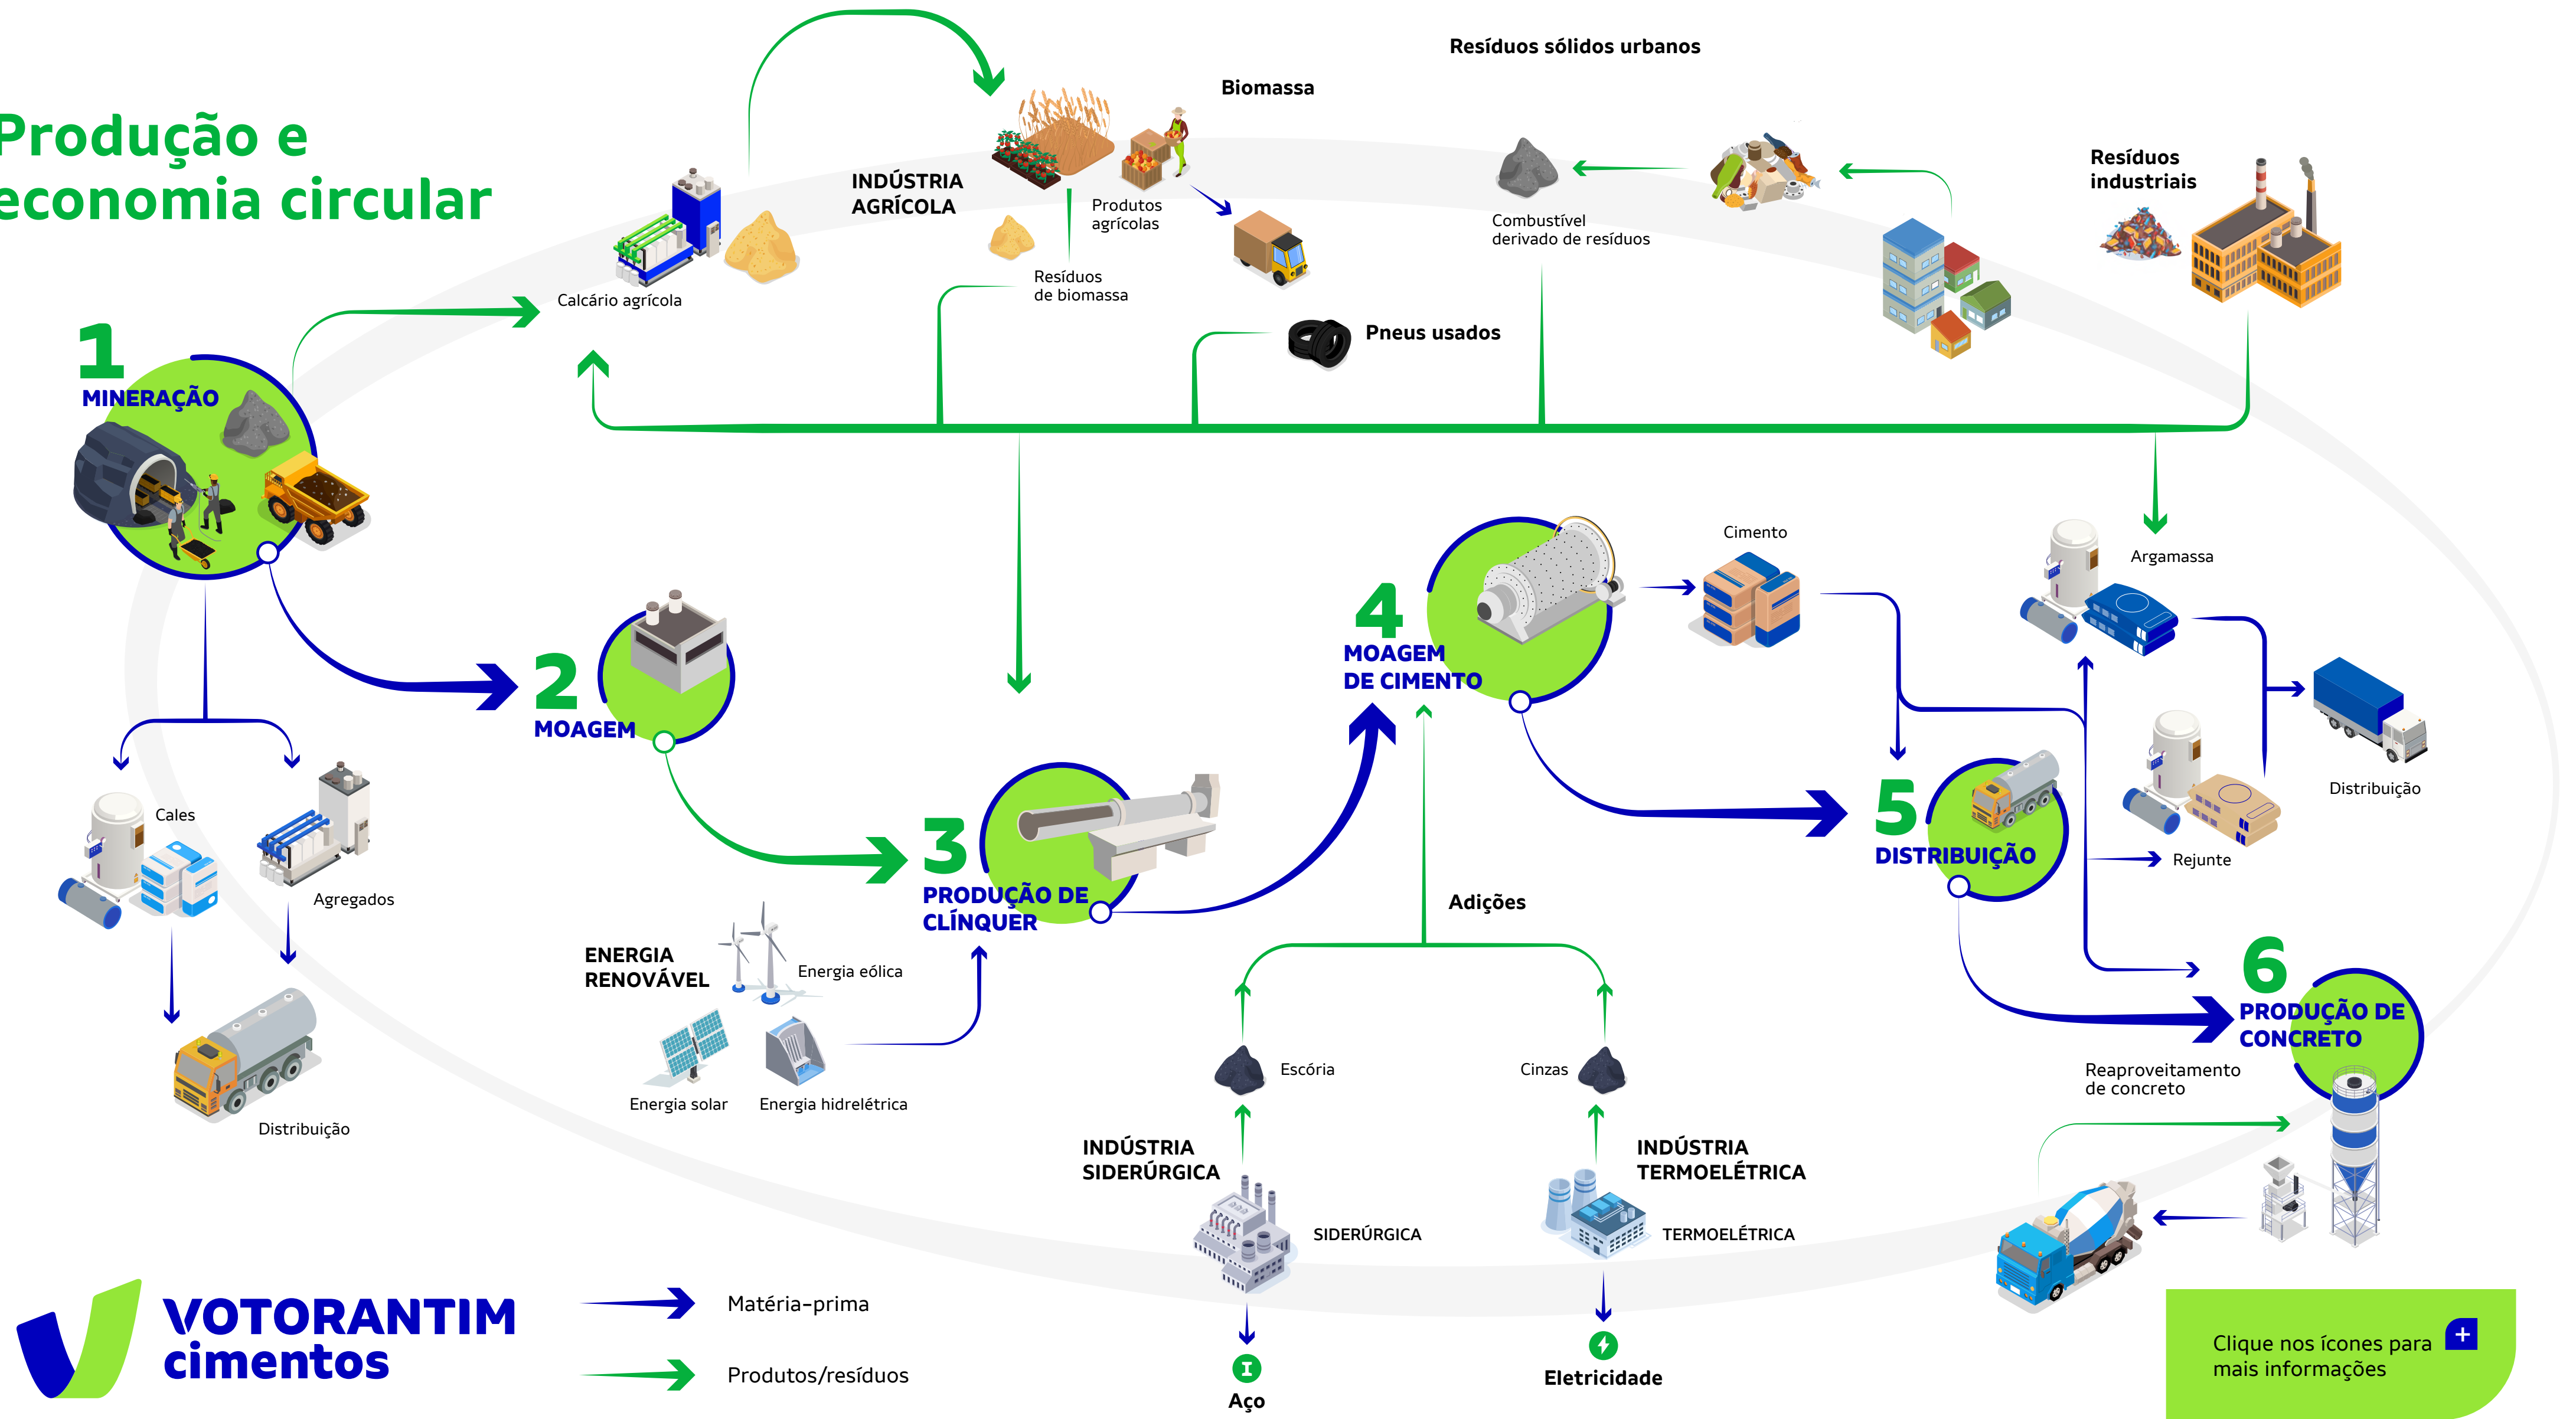 Produção e
economia circular
Resíduos sólidos urbanos
Biomassa
Resíduos
industriais
INDÚSTRIA
AGRÍCOLA
Produtos
agrícolas
Combustível
derivado de resíduos
Resíduos
de biomassa
Calcário agrícola
Pneus usados
1
MINERAÇÃO
Cimento
Argamassa
4
MOAGEM
DE CIMENTO
2
MOAGEM
Distribuição
5
DISTRIBUIÇÃO
Rejunte
Cales
Agregados
3
PRODUÇÃO DE
CLÍNQUER
Adições
ENERGIA
RENOVÁVEL
Energia eólica
6
PRODUÇÃO DE
CONCRETO
Energia solar
Energia hidrelétrica
Escória
Cinzas
Reaproveitamento
de concreto
Distribuição
INDÚSTRIA
SIDERÚRGICA
INDÚSTRIA
TERMOELÉTRICA
SIDERÚRGICA
TERMOELÉTRICA
VOTORANTIM
cimentos
Matéria-prima
Produtos/resíduos
I
Aço
Eletricidade
Clique nos ícones para +
mais informações